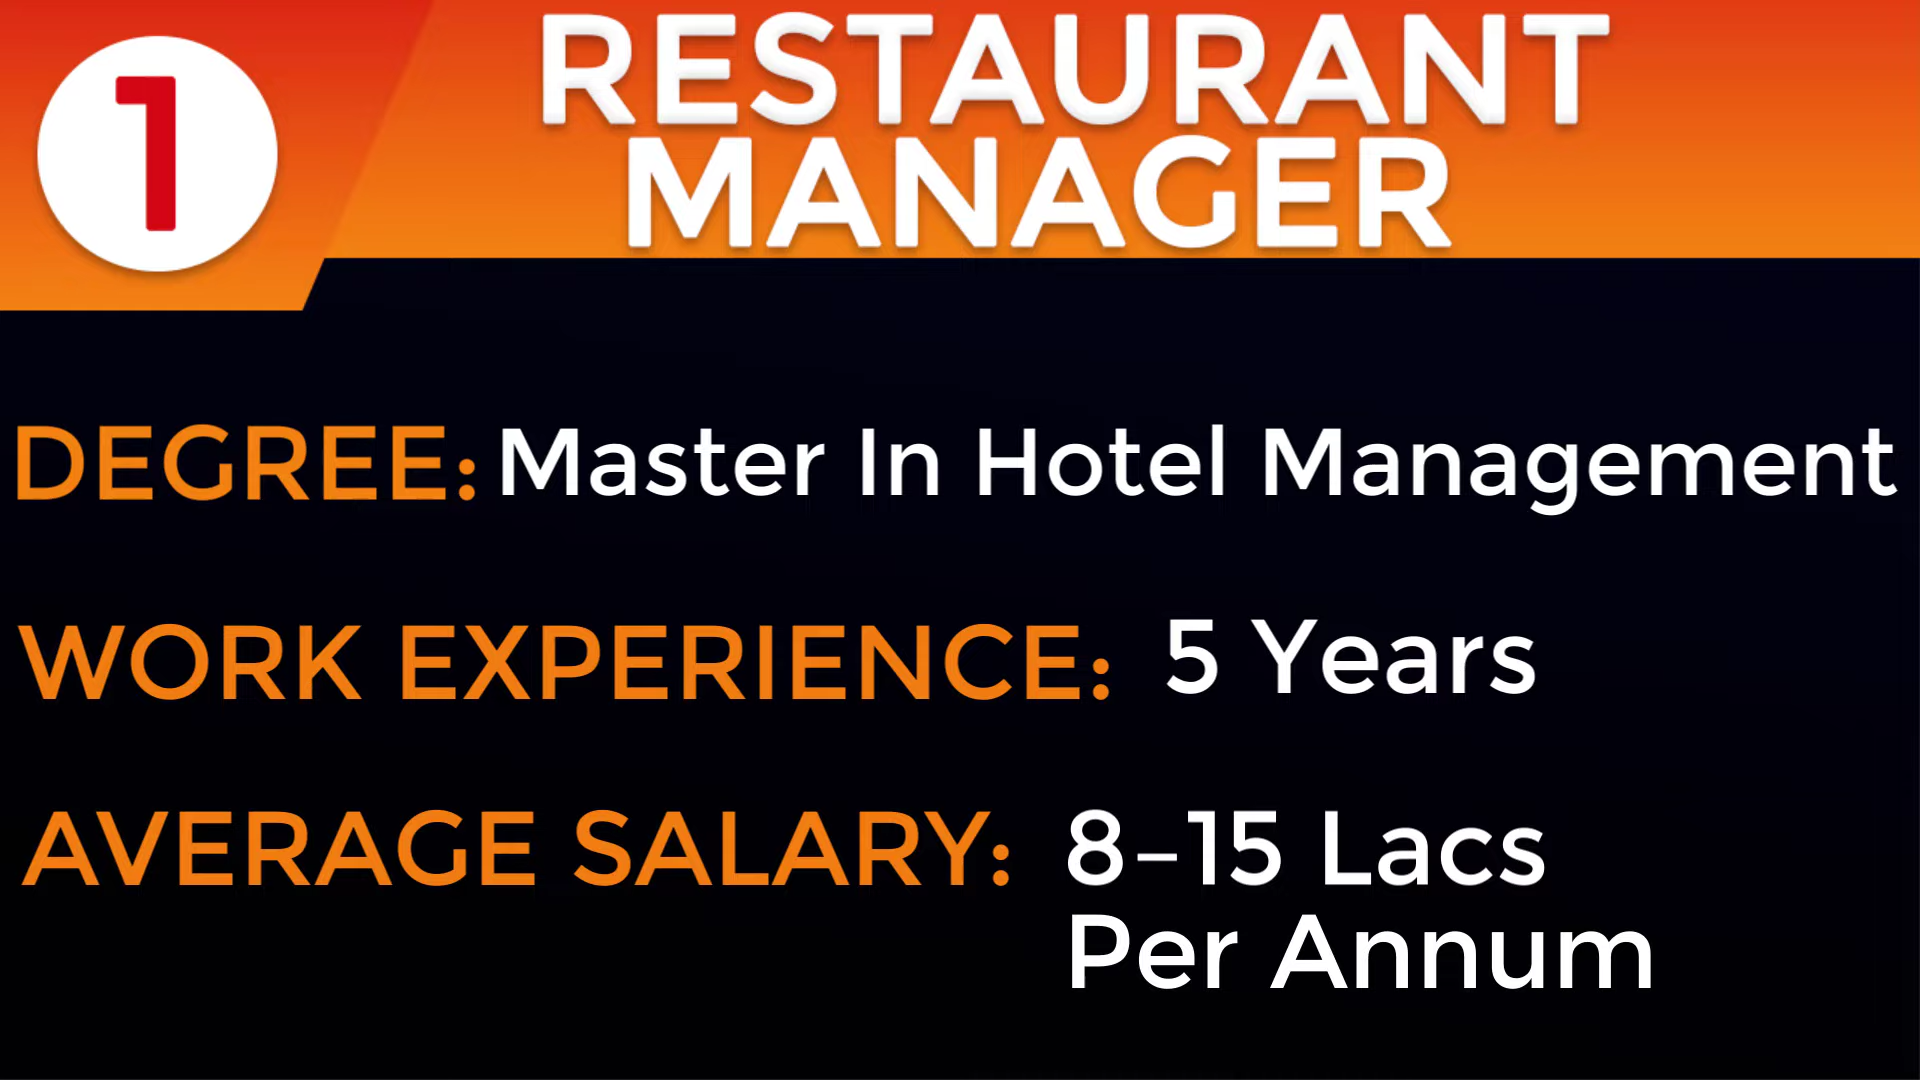 1
RESTAURANT
MANAGER
DEGREE: Master In Hotel Management
WORK EXPERIENCE: 5 Years
AVERAGE SALARY: 8-15 Lacs
Per Annum